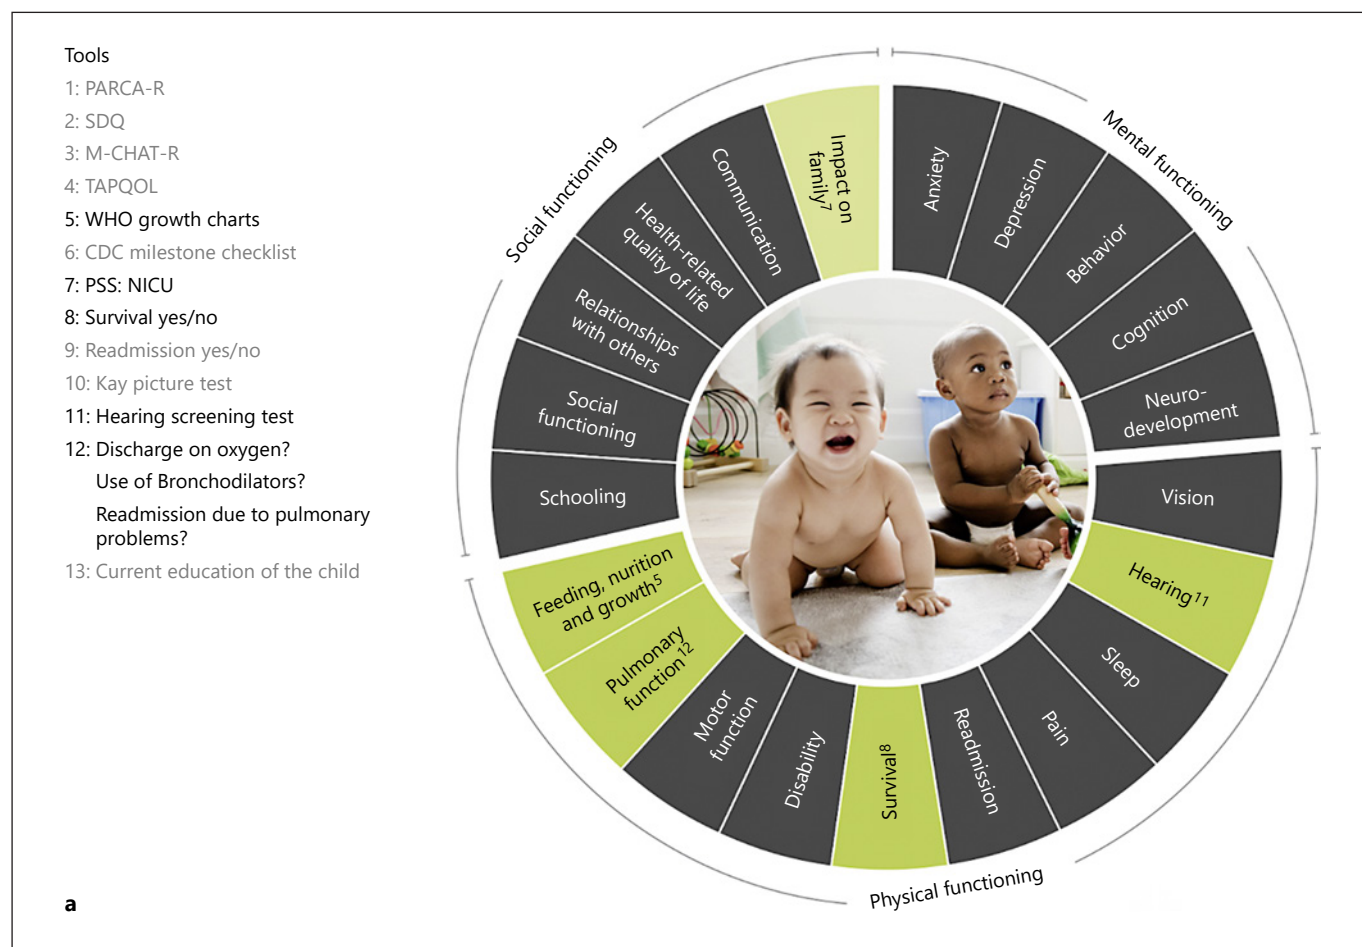 Tools
1: PARCA-R
2: SDQ
3: M-CHAT-R
4: TAPQOL
5: WHO growth charts
6: CDC milestone checklist
7: PSS: NICU
8: Survival yes/no
9: Readmission yes/no
10: Kay picture test
11: Hearing screening test
12: Discharge on oxygen?
Use of Bronchodilators?
Readmission due to pulmonary
problems?
13: Current education of the child
Mental functioning
Anxiety
Depression
Behavior
Cognition
Neuro-
development
Physical functioning
Vision
Hearing11
Sleep
Pain
Readmission
Survival8
Disability
Motor
function
Pulmonary
function12
Feeding, nurition
and growth5
Social functioning
Schooling
Social
functioning
Relationships
with others
Health-related
quality of life
Communication
Impact on
family7
a